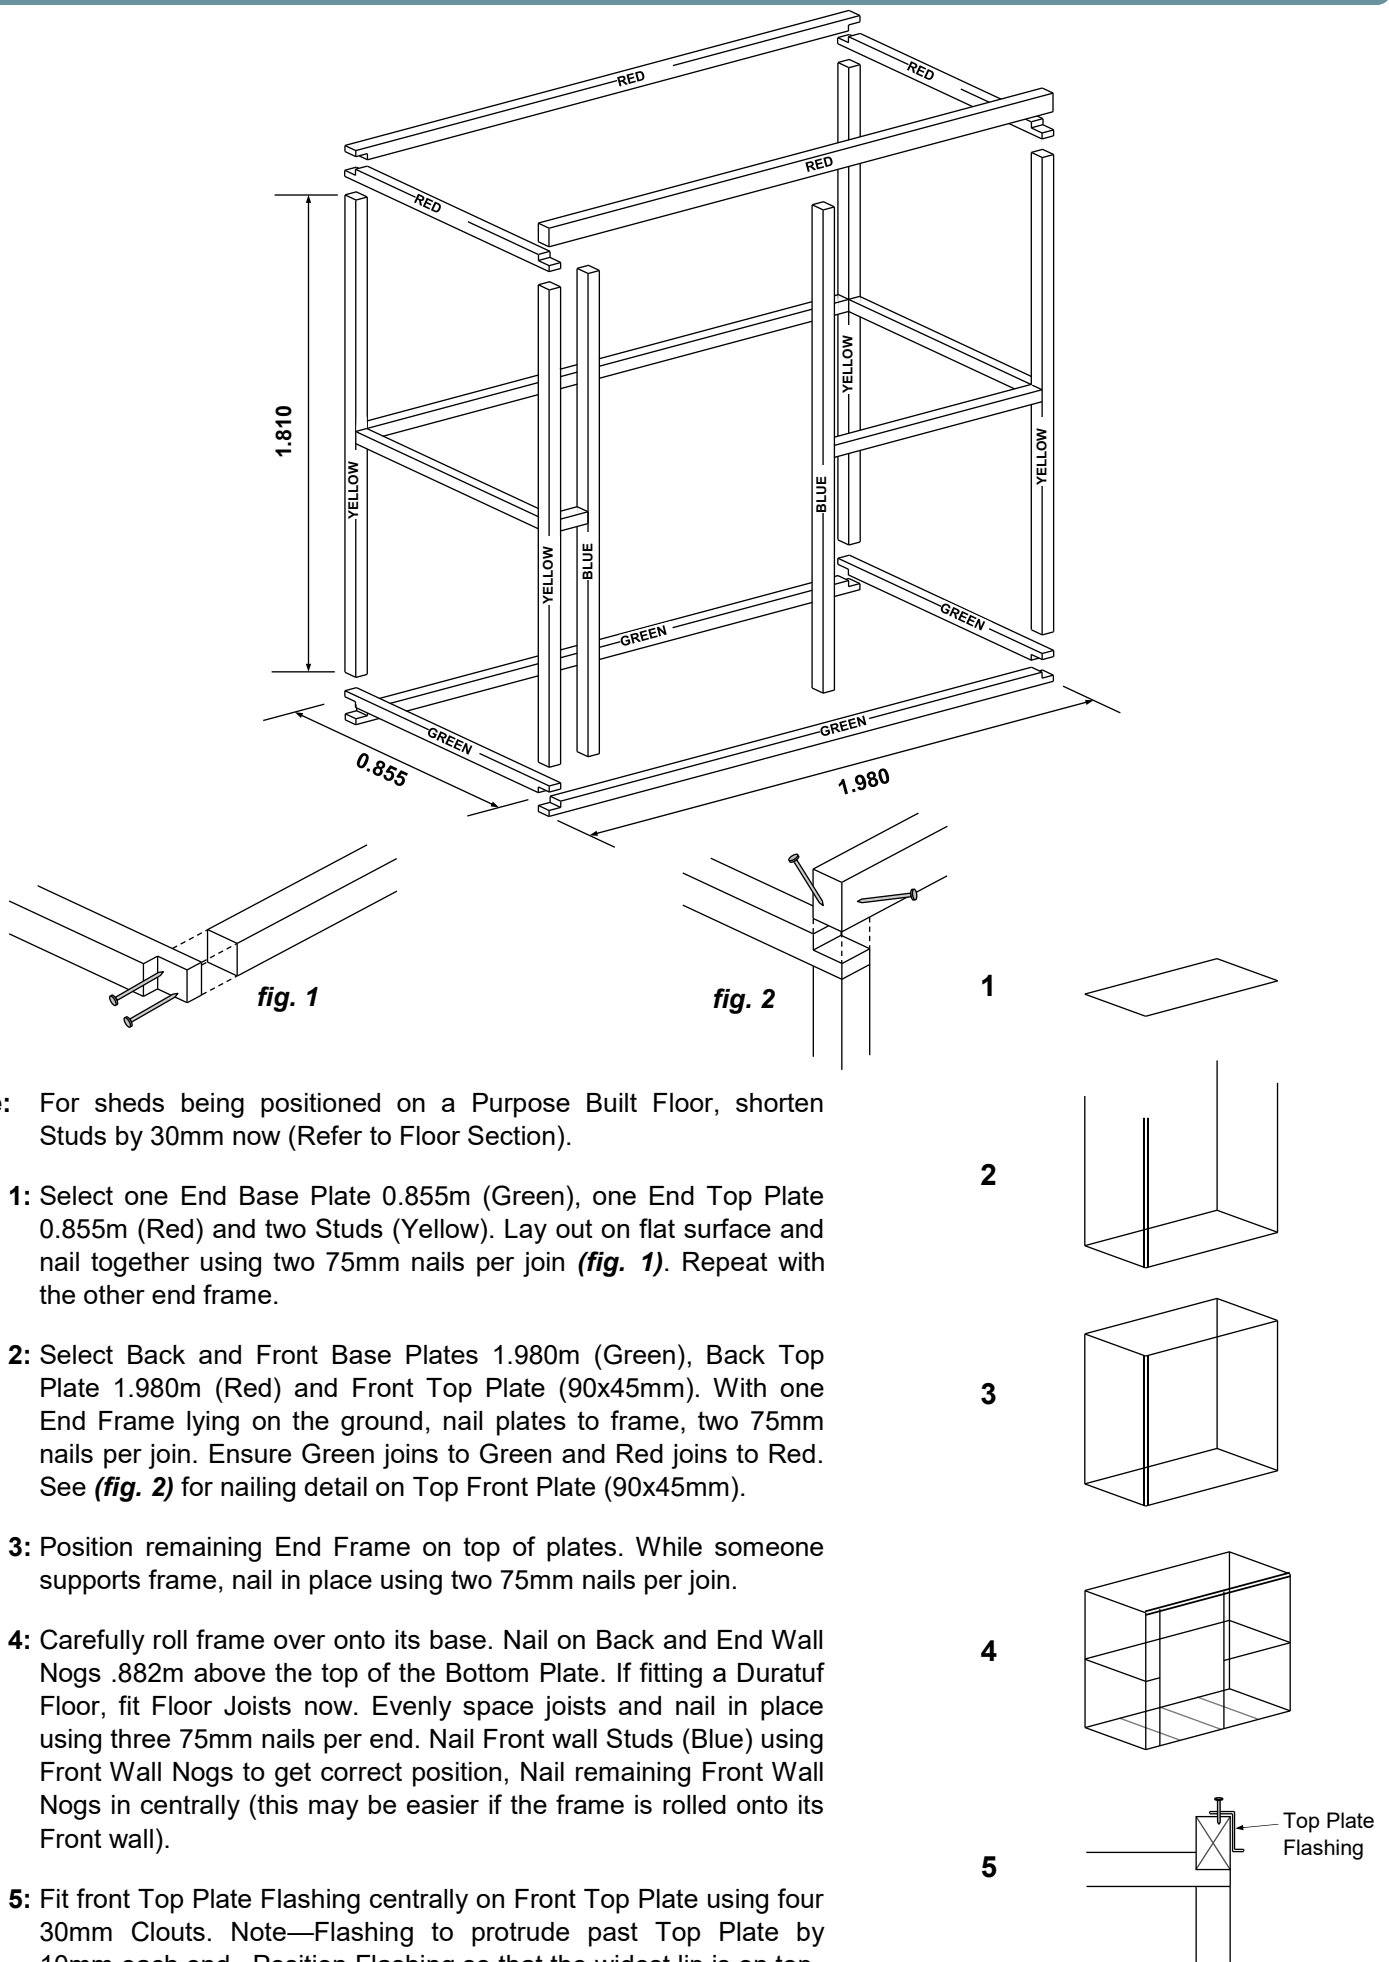 RED
RED
RED
RED
1.810
YELLOW
YELLOW
YELLOW
YELLOW
BLUE
BLUE
GREEN
GREEN
GREEN
GREEN
0.855
1.980
fig. 1
fig. 2
For sheds being positioned on a Purpose Built Floor, shorten
Studs by 30mm now (Refer to Floor Section).
1: Select one End Base Plate 0.855m (Green), one End Top Plate
0.855m (Red) and two Studs (Yellow). Lay out on flat surface and
nail together using two 75mm nails per join (fig. 1). Repeat with
the other end frame.
2: Select Back and Front Base Plates 1.980m (Green), Back Top
Plate 1.980m (Red) and Front Top Plate (90x45mm). With one
End Frame lying on the ground, nail plates to frame, two 75mm
nails per join. Ensure Green joins to Green and Red joins to Red.
See (fig. 2) for nailing detail on Top Front Plate (90x45mm).
3: Position remaining End Frame on top of plates. While someone
supports frame, nail in place using two 75mm nails per join.
4: Carefully roll frame over onto its base. Nail on Back and End Wall
Nogs .882m above the top of the Bottom Plate. If fitting a Duratuf
Floor, fit Floor Joists now. Evenly space joists and nail in place
using three 75mm nails per end. Nail Front wall Studs (Blue) using
Front Wall Nogs to get correct position, Nail remaining Front Wall
Nogs in centrally (this may be easier if the frame is rolled onto its
Front wall).
5: Fit front Top Plate Flashing centrally on Front Top Plate using four
30mm Clouts. Note—Flashing to protrude past Top Plate by
10mm each end. Position Flashing so that the widest lip is on top.
1
2
3
4
5
Top Plate
Flashing